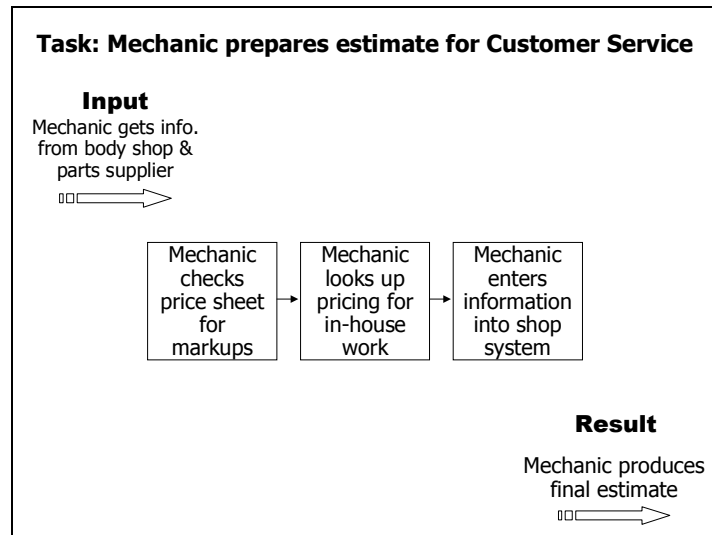 Task: Mechanic prepares estimate for Customer Service
Input
Mechanic gets info.
from body shop &
parts supplier
Mechanic
checks
price sheet
for
markups
Mechanic
looks up
pricing for
in-house
work
Mechanic
enters
information
into shop
system
Result
Mechanic produces
final estimate